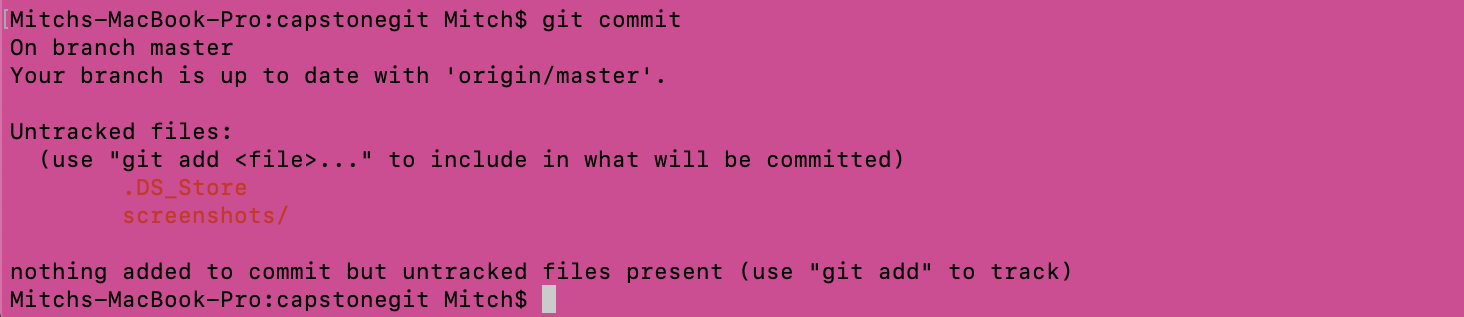 [Mitchs-MacBook-Pro:capstonegit Mitch$ git commit
On branch master
Your branch is up to date with 'origin/master'.
Untracked files:
(use "git add <file>..." to include in what will be committed)
.DS_Store
screenshots/
nothing added to commit but untracked files present (use "git add" to track)
Mitchs-MacBook-Pro:capstonegit Mitch$